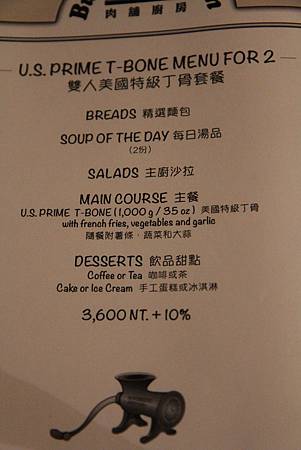 肉舖廚房
U.S. PRIME T-BONE MENU FOR 2
雙人美國特級丁骨套餐
BREADS 精選麵包
SOUP OF THE DAY 每日湯品
(2份)
SALADS 主廚沙拉
MAIN COURSE 主餐
U.S. PRIME T-BONE (1,000 g / 35 oz) 美國特級丁骨
with french fries, vegetables and garlic
隨餐附薯條、蔬菜和大蒜
DESSERTS 飲品甜點
Coffee or Tea 咖啡或茶
Cake or Ice Cream 手工蛋糕或冰淇淋
3,600 NT. + 10%